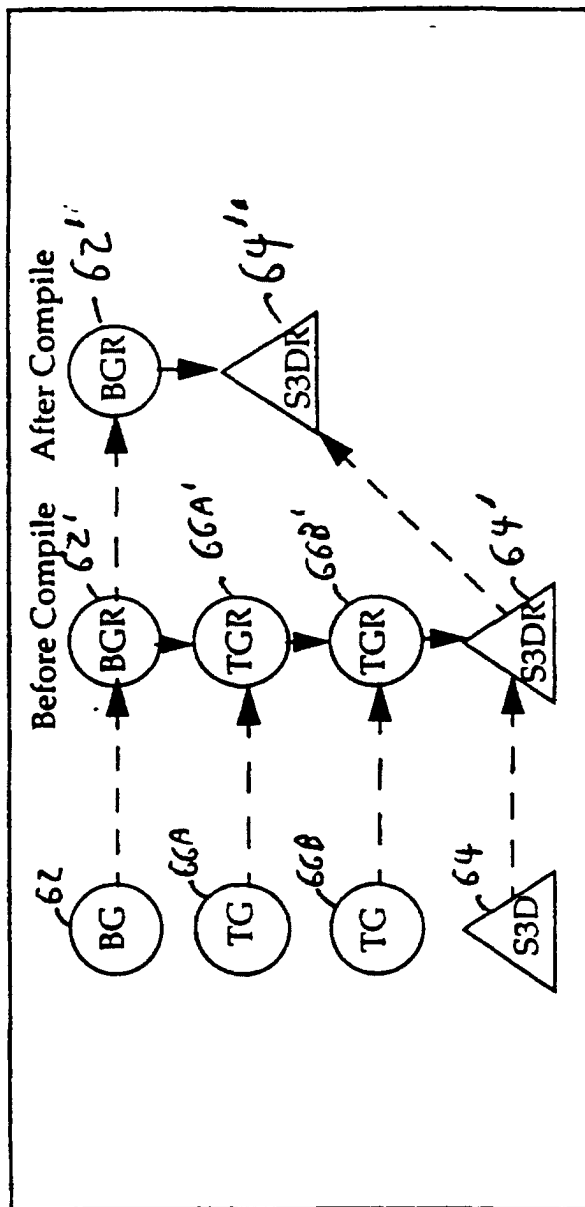 Before Compile
After Compile
62
BG
62'
BGR
62''
BGR
66A
TG
66A'
TGR
66B
TG
66B'
TGR
64
S3D
64'
S3DR
64''
S3DR